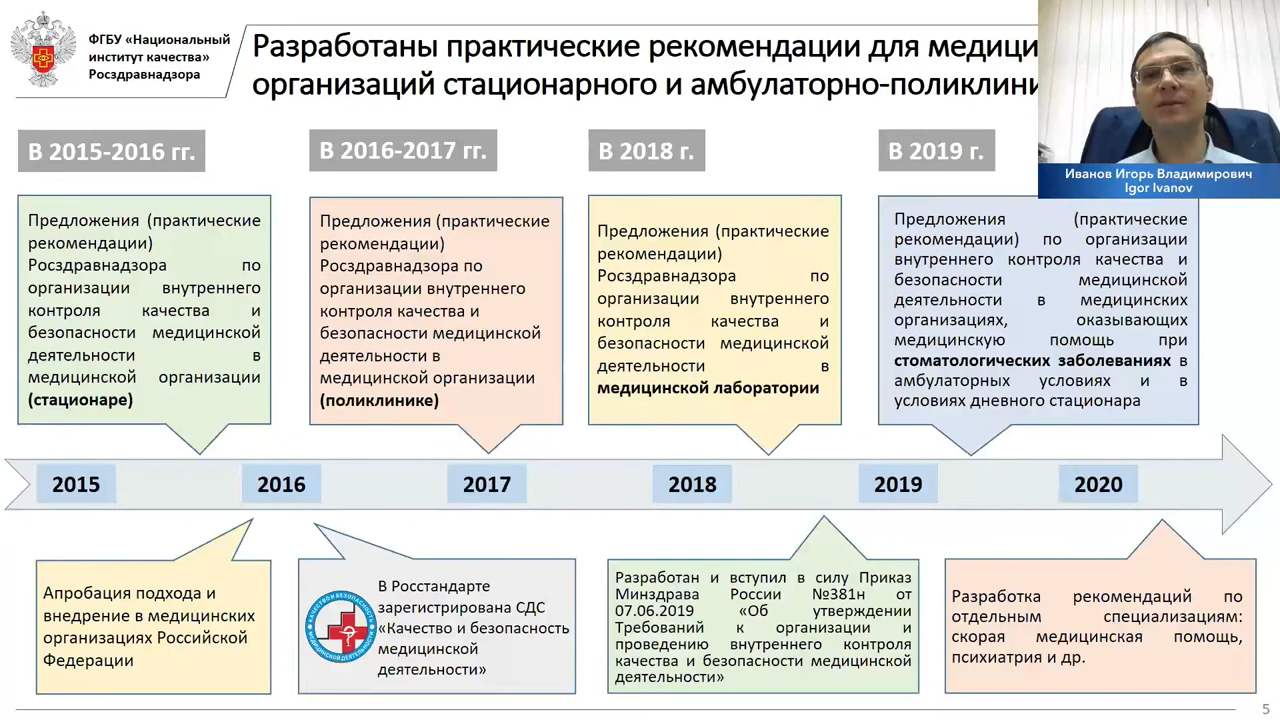 ФГБУ «Национальный
институт качества»
Росздравнадзора
Разработаны практические рекомендации для
организаций стационарного и
Иванов Игорь Владимирович
Igor Ivanov
В 2015-2016 гг.
В 2016-2017 гг.
В 2018 г.
В 2019 г.
Предложения (практические
рекомендации)
Росздравнадзора по
организации внутреннего
контроля качества и
безопасности медицинской
деятельности в
медицинской организации
(стационаре)
Предложения (практические
рекомендации)
Росздравнадзора по
организации внутреннего
контроля качества и
безопасности медицинской
деятельности в
медицинской организации
(поликлинике)
Предложения (практические
рекомендации)
Росздравнадзора по
организации внутреннего
контроля качества и
безопасности медицинской
деятельности в
медицинской лаборатории
Предложения (практические
рекомендации) по организации
внутреннего контроля качества и
безопасности медицинской
деятельности в медицинских
организациях, оказывающих
медицинскую помощь при
стоматологических заболеваниях в
амбулаторных условиях и в
условиях дневного стационара
2015
2016
2017
2018
2019
2020
Апробация подхода и
внедрение в медицинских
организациях Российской
Федерации
КАЧЕСТВО И БЕЗОПАСНОСТЬ
МЕДИЦИНСКОЙ ДЕЯТЕЛЬНОСТИ
В Росстандарте
зарегистрирована СДС
«Качество и безопасность
медицинской
деятельности»
Разработан и вступил в силу Приказ
Минздрава России №381н от
07.06.2019 «Об утверждении
Требований к организации и
проведению внутреннего контроля
качества и безопасности медицинской
деятельности»
Разработка рекомендаций по
отдельным специализациям:
скорая медицинская помощь,
психиатрия и др.
5